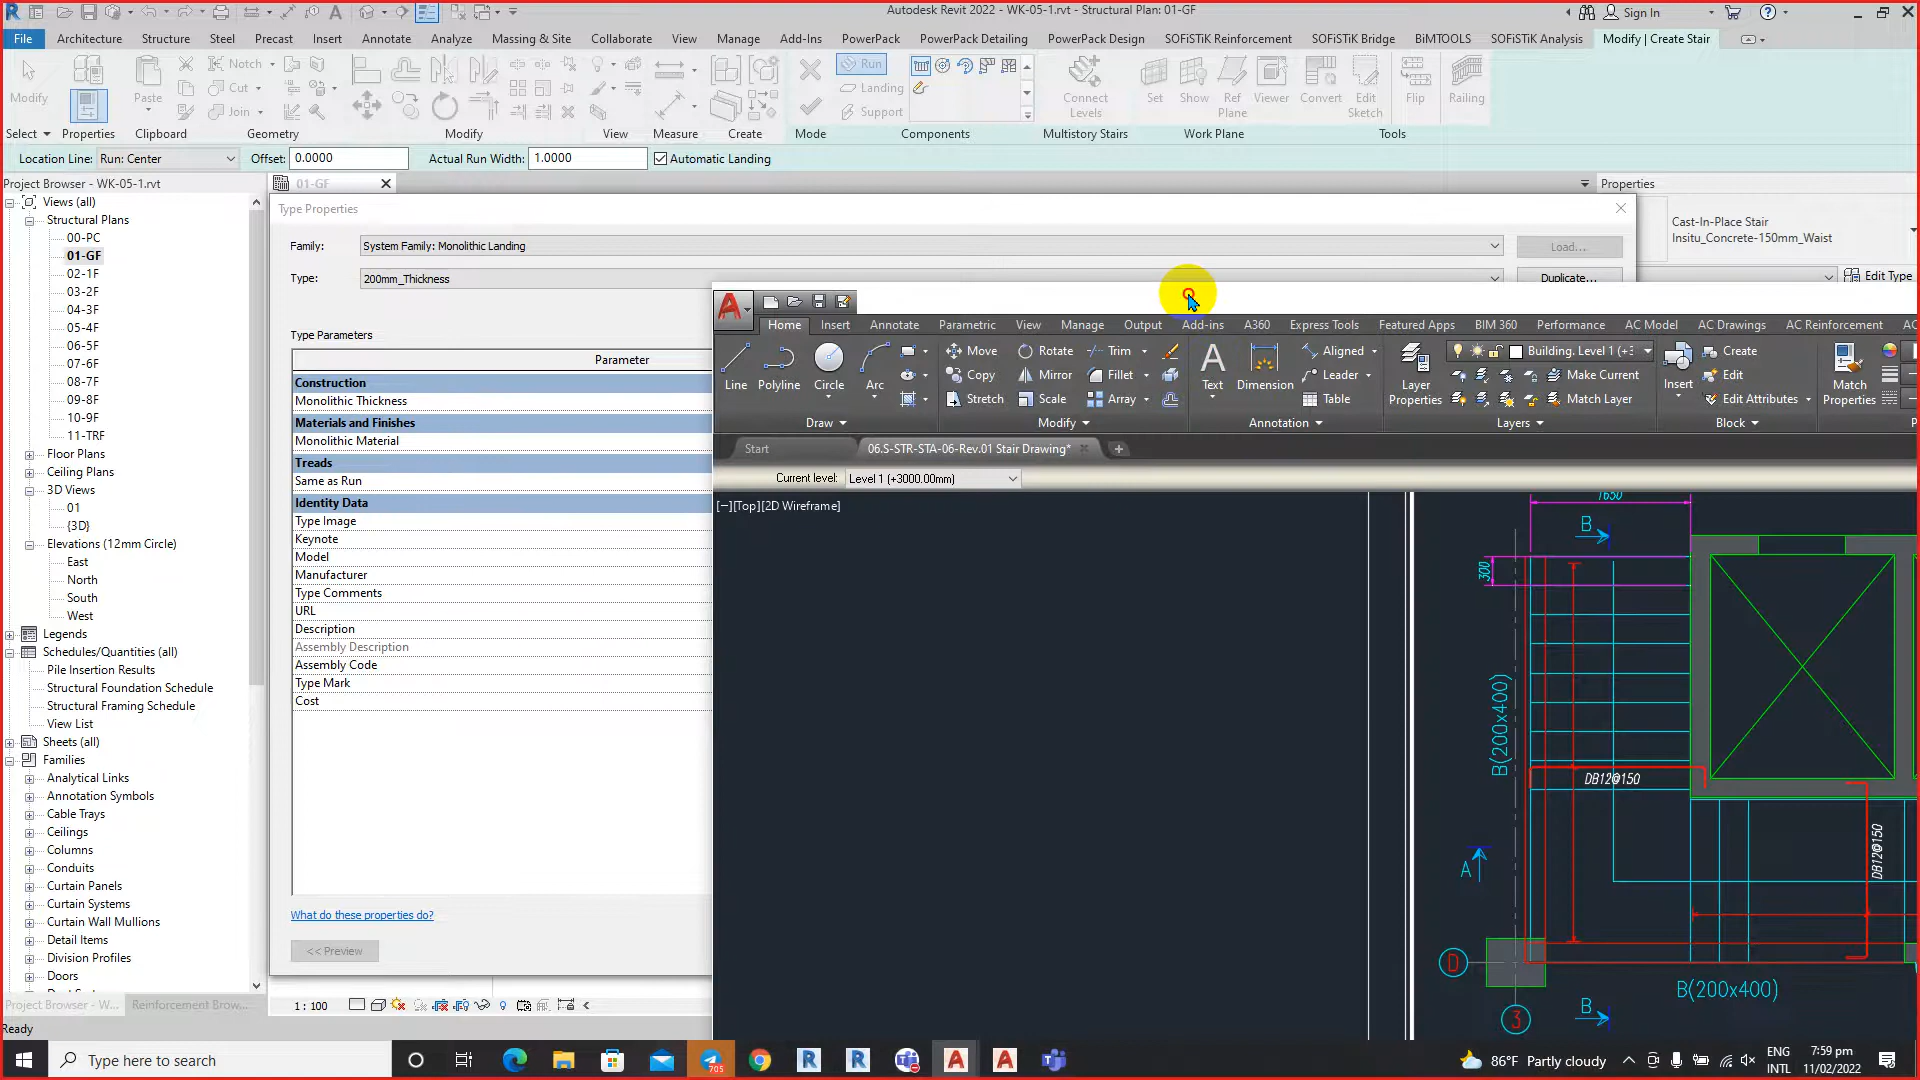 Autodesk Revit 2022 - WK-05-1.rvt - Structural Plan: 01-GF
Sign In
File Architecture Structure Steel Precast Insert Annotate Analyze Massing & Site Collaborate View Manage Add-Ins PowerPack PowerPack Detailing PowerPack Design SOFiSTiK Reinforcement SOFiSTiK Bridge BiMTOOLS SOFiSTiK Analysis Modify | Create Stair
Notch
Run
Cut
Landing
Join
Support
Modify
Paste
Connect
Levels
Set Show Ref
Plane
Viewer Convert Edit
Sketch
Flip Railing
Select Properties Clipboard Geometry Modify View Measure Create Mode Components Multistory Stairs Work Plane Tools
Location Line: Run: Center Offset: 0.0000 Actual Run Width: 1.0000 Automatic Landing
Project Browser - WK-05-1.rvt
01-GF
Properties
Views (all)
Structural Plans
00-PC
01-GF
02-1F
03-2F
04-3F
05-4F
06-5F
07-6F
08-7F
09-8F
10-9F
11-TRF
Floor Plans
Ceiling Plans
3D Views
01
{3D}
Elevations (12mm Circle)
East
North
South
West
Legends
Schedules/Quantities (all)
Pile Insertion Results
Structural Foundation Schedule
Structural Framing Schedule
View List
Sheets (all)
Families
Analytical Links
Annotation Symbols
Cable Trays
Ceilings
Columns
Conduits
Curtain Panels
Curtain Systems
Curtain Wall Mullions
Detail Items
Division Profiles
Doors
Project Browser - W... Reinforcement Brow...
Ready
Type Properties
Family: System Family: Monolithic Landing Load...
Type: 200mm_Thickness Duplicate...
Type Parameters
Parameter
Construction
Monolithic Thickness
Materials and Finishes
Monolithic Material
Treads
Same as Run
Identity Data
Type Image
Keynote
Model
Manufacturer
Type Comments
URL
Description
Assembly Description
Assembly Code
Type Mark
Cost
What do these properties do?
<< Preview
1 : 100
Cast-In-Place Stair
Insitu_Concrete-150mm_Waist
Edit Type
Home Insert Annotate Parametric View Manage Output Add-ins A360 Express Tools Featured Apps BIM 360 Performance AC Model AC Drawings AC Reinforcement AC
Line Polyline Circle Arc
Move Rotate Trim
Copy Mirror Fillet
Stretch Scale Array
Text Dimension
Aligned
Leader
Table
Layer
Properties
Building. Level 1 (+3
Make Current
Match Layer
Insert
Create
Edit
Edit Attributes
Match
Properties
Draw Modify Annotation Layers Block
Start 06.S-STR-STA-06-Rev.01 Stair Drawing*
Current level: Level 1 (+3000.00mm)
[−][Top][2D Wireframe]
1650
B
300
B(200x400)
DB12@150
DB12@150
A
D
B(200x400)
B
3
Type here to search
705
86°F Partly cloudy
ENG
INTL
7:59 pm
11/02/2022